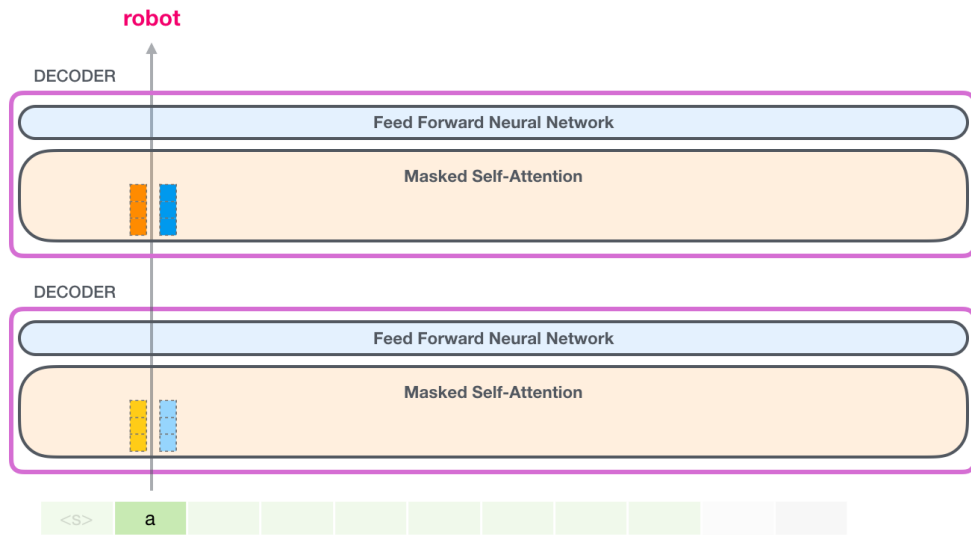 robot
DECODER
Feed Forward Neural Network
Masked Self-Attention
DECODER
Feed Forward Neural Network
Masked Self-Attention
<s> a